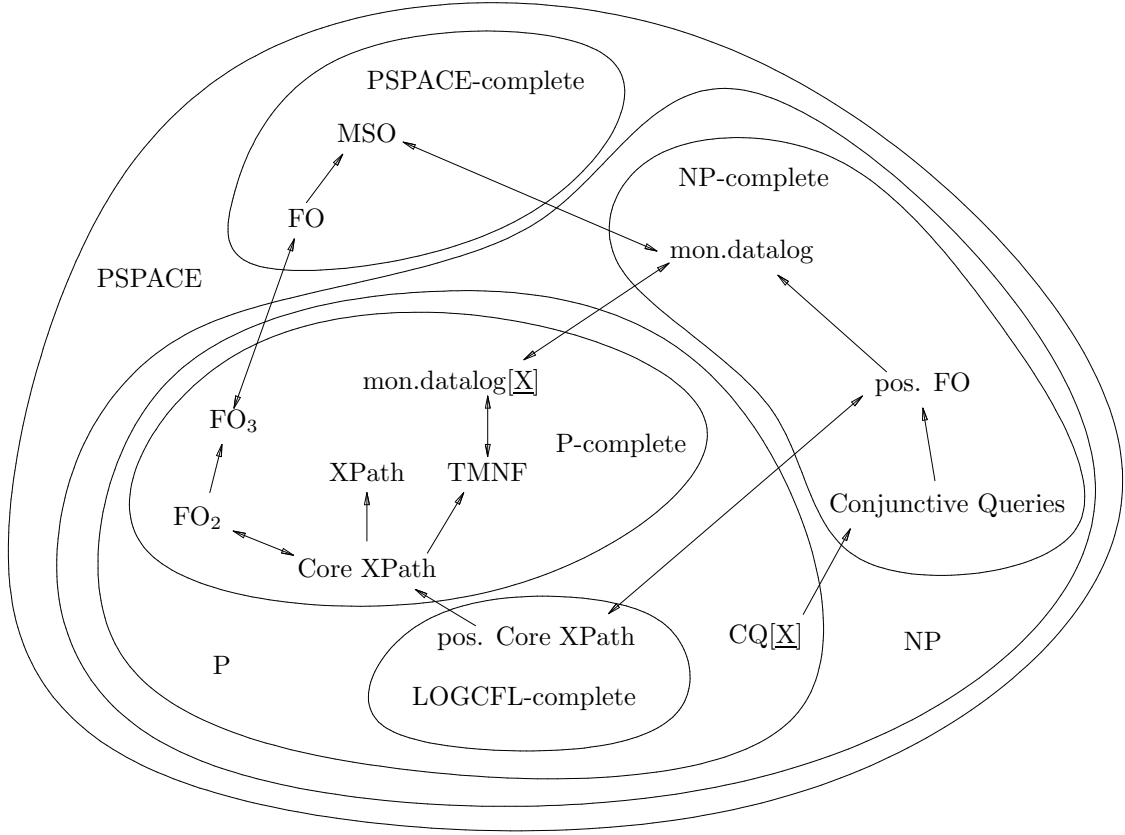 PSPACE-complete
MSO
NP-complete
FO
mon.datalog
PSPACE
mon.datalog[X]
pos. FO
FO₃
P-complete
XPath
TMNF
Conjunctive Queries
FO₂
Core XPath
pos. Core XPath
CQ[X]
NP
P
LOGCFL-complete